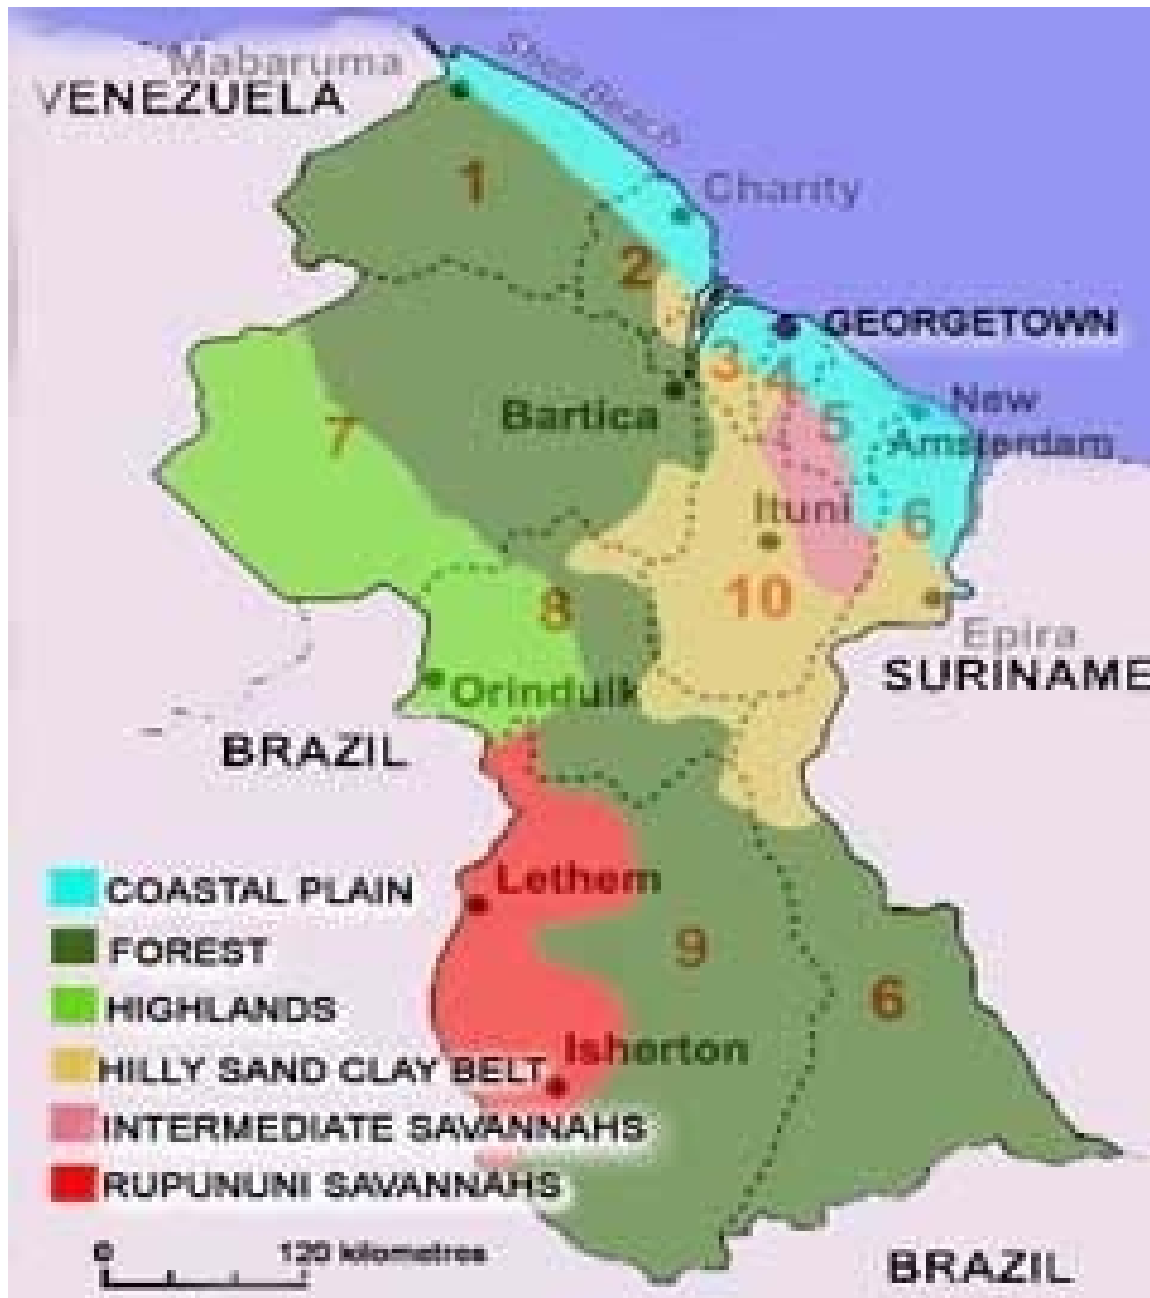 Mabaruma
VENEZUELA
Shell Beach
1
Charity
2
GEORGETOWN
3
4
Bartica
New
Amsterdam
5
7
Ituni
6
8
10
Epira
SURINAME
Orinduik
BRAZIL
Lethem
COASTAL PLAIN
9
FOREST
6
HIGHLANDS
Isherton
HILLY SAND CLAY BELT
INTERMEDIATE SAVANNAHS
RUPUNUNI SAVANNAHS
0 120 kilometres
BRAZIL